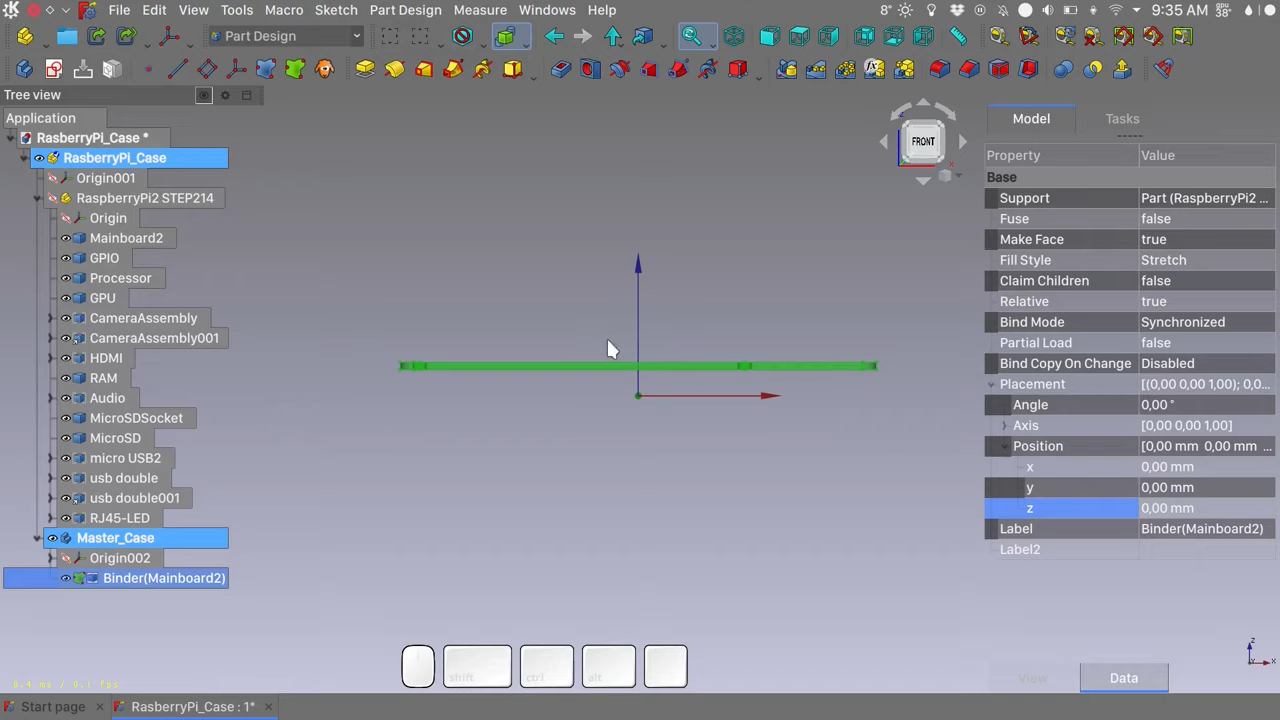 File Edit View Tools Macro Sketch Part Design Measure Windows Help 8° 9:35 AM
Part Design
Tree view
Application
RasberryPi_Case *
RasberryPi_Case
Origin001
RaspberryPi2 STEP214
Origin
Mainboard2
GPIO
Processor
GPU
CameraAssembly
CameraAssembly001
HDMI
RAM
Audio
MicroSDSocket
MicroSD
micro USB2
usb double
usb double001
RJ45-LED
Master_Case
Origin002
Binder(Mainboard2)
FRONT
Model Tasks
Property Value
Base
Support Part (RaspberryPi2 ...
Fuse false
Make Face true
Fill Style Stretch
Claim Children false
Relative true
Bind Mode Synchronized
Partial Load false
Bind Copy On Change Disabled
Placement [(0,00 0,00 1,00); 0,0...
Angle 0,00 °
Axis [0,00 0,00 1,00]
Position [0,00 mm 0,00 mm ...
x 0,00 mm
y 0,00 mm
z 0,00 mm
Label Binder(Mainboard2)
Label2
shift ctrl alt
View Data
Start page RasberryPi_Case : 1*